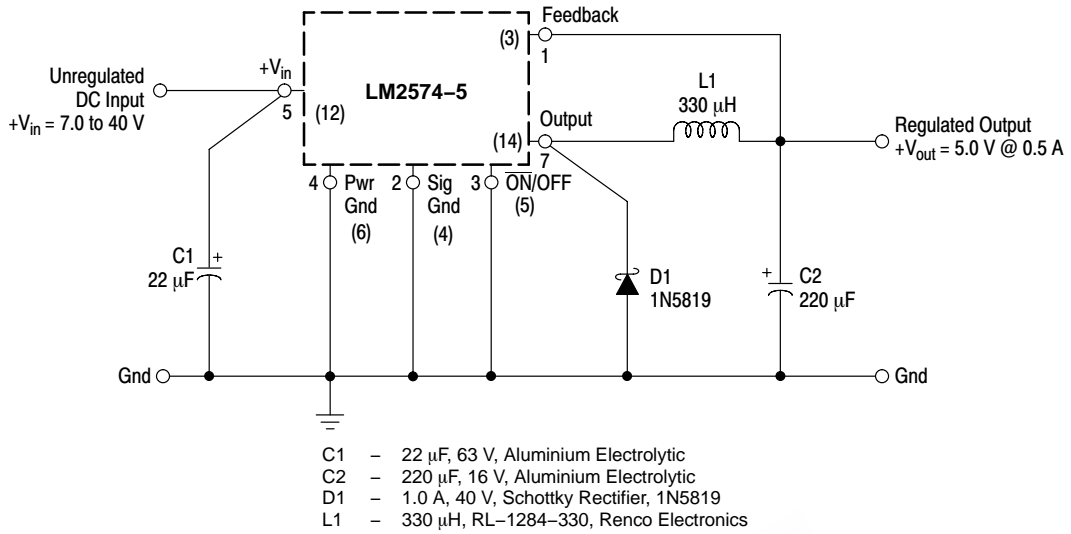 Feedback
(3)
1
Unregulated
DC Input
+Vin = 7.0 to 40 V
+Vin
5
(12)
LM2574-5
L1
330 μH
Output
(14)
7
Regulated Output
+Vout = 5.0 V @ 0.5 A
4 Pwr
Gnd
(6)
2 Sig
Gnd
(4)
3 ON/OFF
(5)
C1
22 μF
+
D1
1N5819
+
C2
220 μF
Gnd
Gnd
C1 – 22 μF, 63 V, Aluminium Electrolytic
C2 – 220 μF, 16 V, Aluminium Electrolytic
D1 – 1.0 A, 40 V, Schottky Rectifier, 1N5819
L1 – 330 μH, RL–1284–330, Renco Electronics